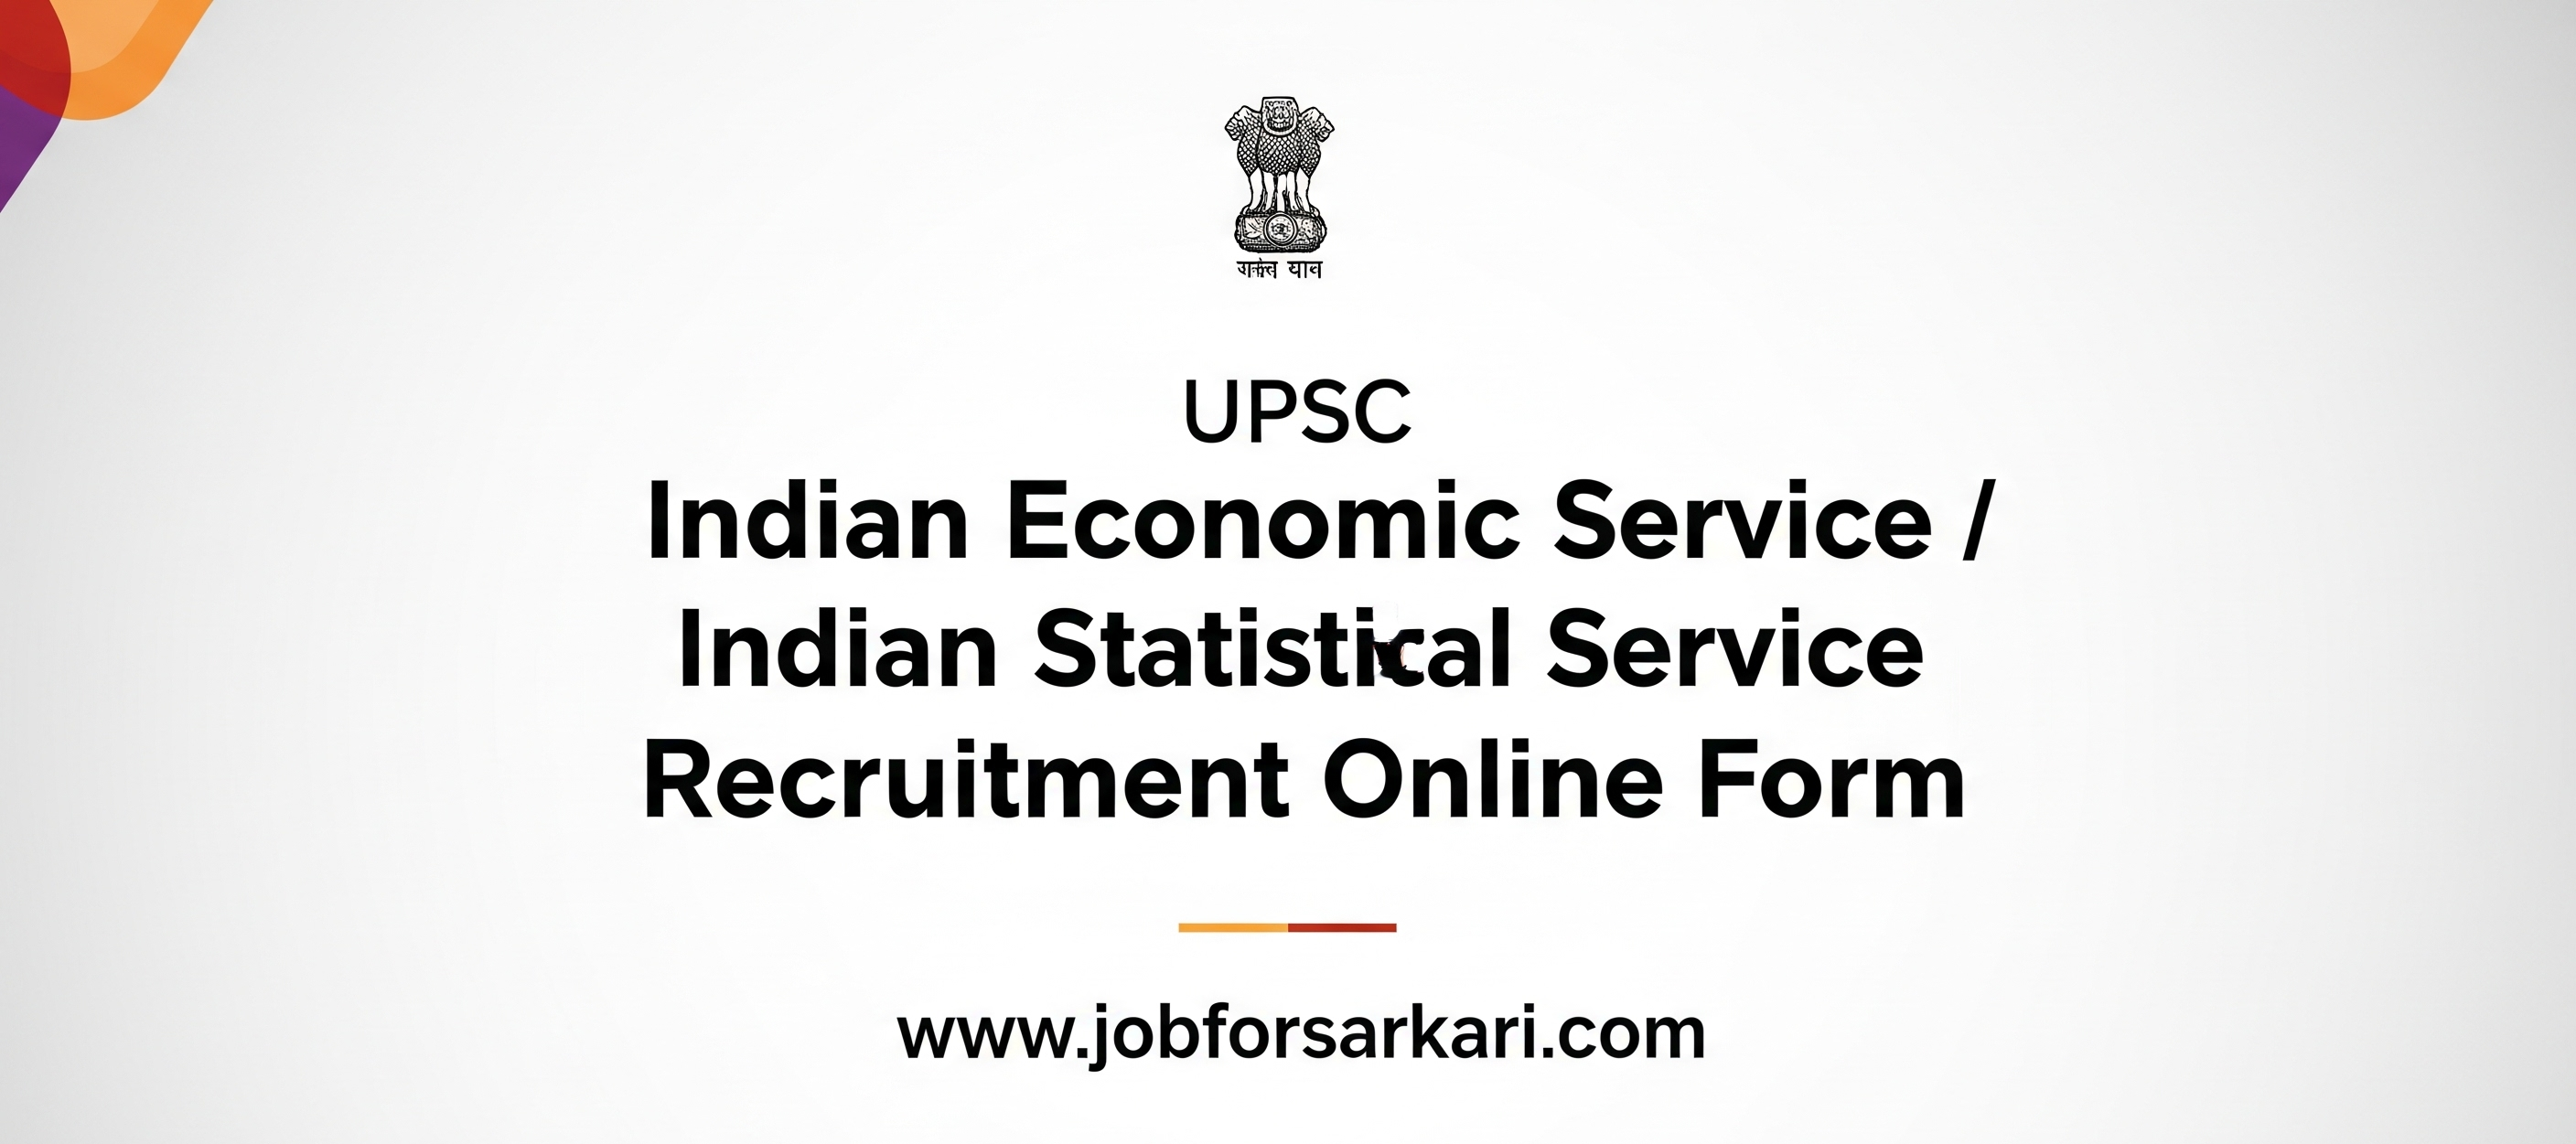 UPSC
Indian Economic Service /
Indian Statistical Service
Recruitment Online Form
www.jobforsarkari.com